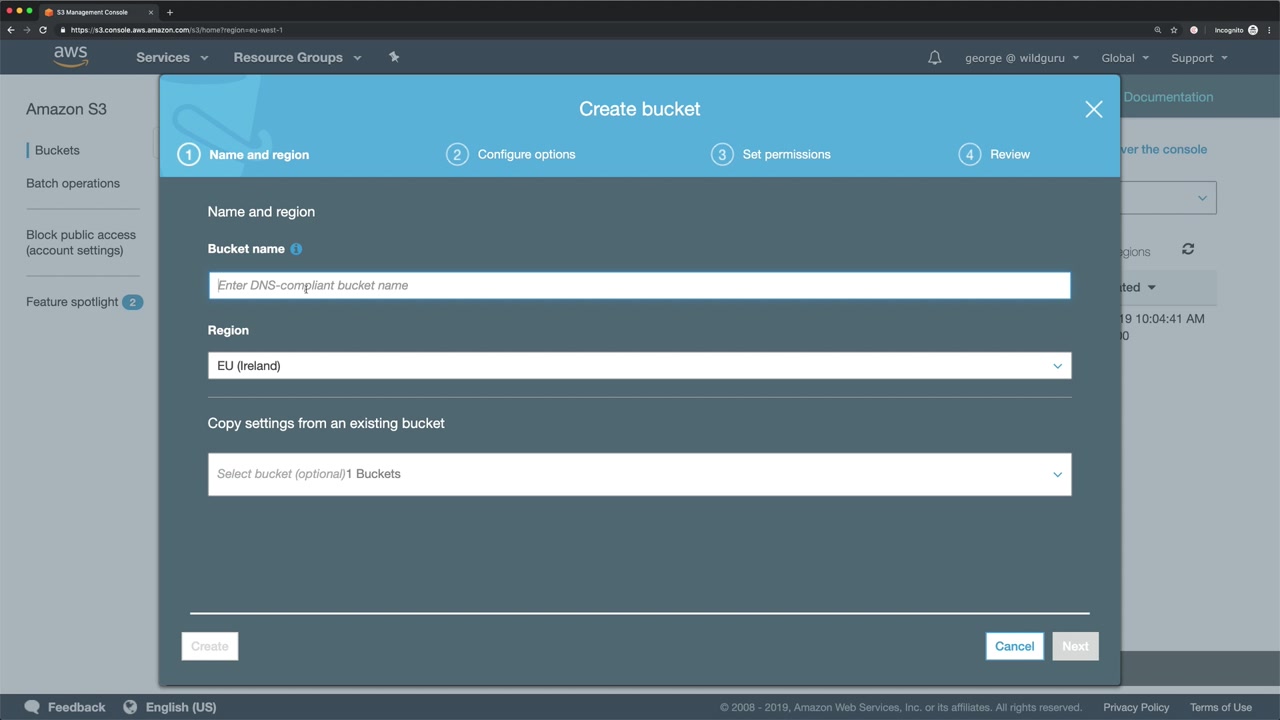 S3 Management Console
https://s3.console.aws.amazon.com/s3/home?region=eu-west-1
Incognito
aws
Services
Resource Groups
george @ wildguru
Global
Support
Amazon S3
Buckets
Batch operations
Block public access
(account settings)
Feature spotlight 2
Documentation
Create bucket
1 Name and region
2 Configure options
3 Set permissions
4 Review
ver the console
Name and region
Bucket name
Enter DNS-compliant bucket name
Region
EU (Ireland)
Copy settings from an existing bucket
Select bucket (optional)1 Buckets
egions
ated
19 10:04:41 AM
00
Create
Cancel
Next
Feedback
English (US)
© 2008 - 2019, Amazon Web Services, Inc. or its affiliates. All rights reserved.
Privacy Policy
Terms of Use